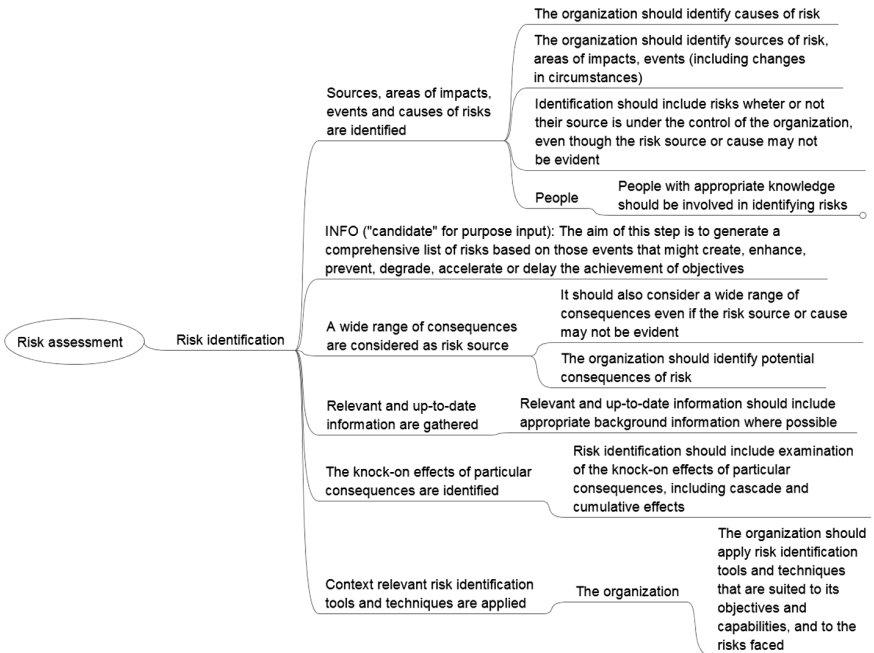 The organization should identify causes of risk
The organization should identify sources of risk,
areas of impacts, events (including changes
in circumstances)
Sources, areas of impacts,
events and causes of risks
are identified
Identification should include risks wheter or not
their source is under the control of the organization,
even though the risk source or cause may not
be evident
People
People with appropriate knowledge
should be involved in identifying risks
INFO ("candidate" for purpose input): The aim of this step is to generate a
comprehensive list of risks based on those events that might create, enhance,
prevent, degrade, accelerate or delay the achievement of objectives
Risk assessment
Risk identification
A wide range of consequences
are considered as risk source
It should also consider a wide range of
consequences even if the risk source or cause
may not be evident
The organization should identify potential
consequences of risk
Relevant and up-to-date
information are gathered
Relevant and up-to-date information should include
appropriate background information where possible
The knock-on effects of particular
consequences are identified
Risk identification should include examination
of the knock-on effects of particular
consequences, including cascade and
cumulative effects
Context relevant risk identification
tools and techniques are applied
The organization
The organization should
apply risk identification
tools and techniques
that are suited to its
objectives and
capabilities, and to the
risks faced